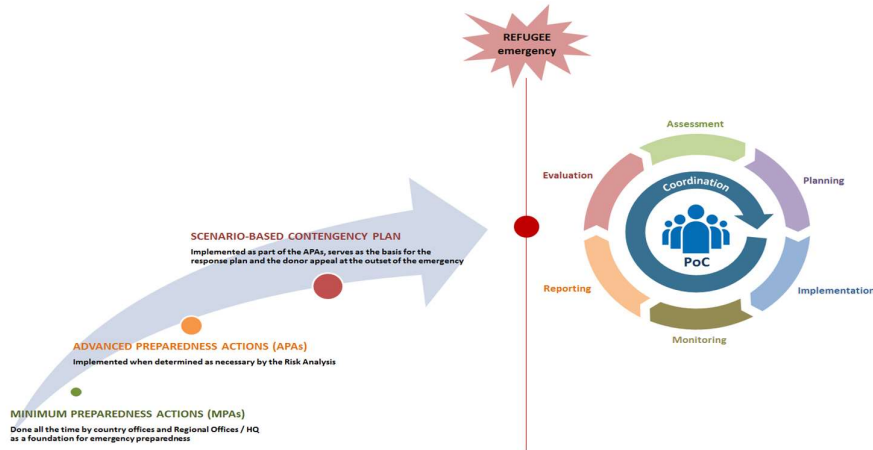 REFUGEE
emergency
Assessment
Evaluation
Coordination
Planning
PoC
Reporting
Implementation
Monitoring
SCENARIO-BASED CONTENGENCY PLAN
Implemented as part of the APAs, serves as the basis for the
response plan and the donor appeal at the outset of the emergency
ADVANCED PREPAREDNESS ACTIONS (APAs)
Implemented when determined as necessary by the Risk Analysis
MINIMUM PREPAREDNESS ACTIONS (MPAs)
Done all the time by country offices and Regional Offices / HQ
as a foundation for emergency preparedness